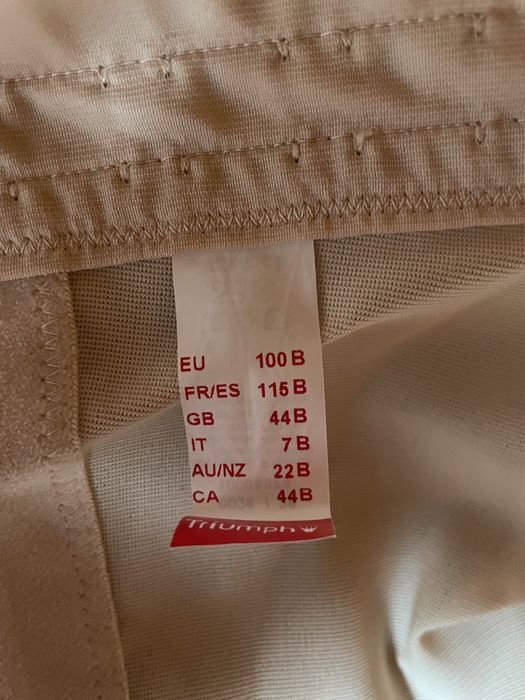 EU 100 B
FR/ES 115 B
GB 44 B
IT 7 B
AU/NZ 22 B
CA 44 B
Triumph